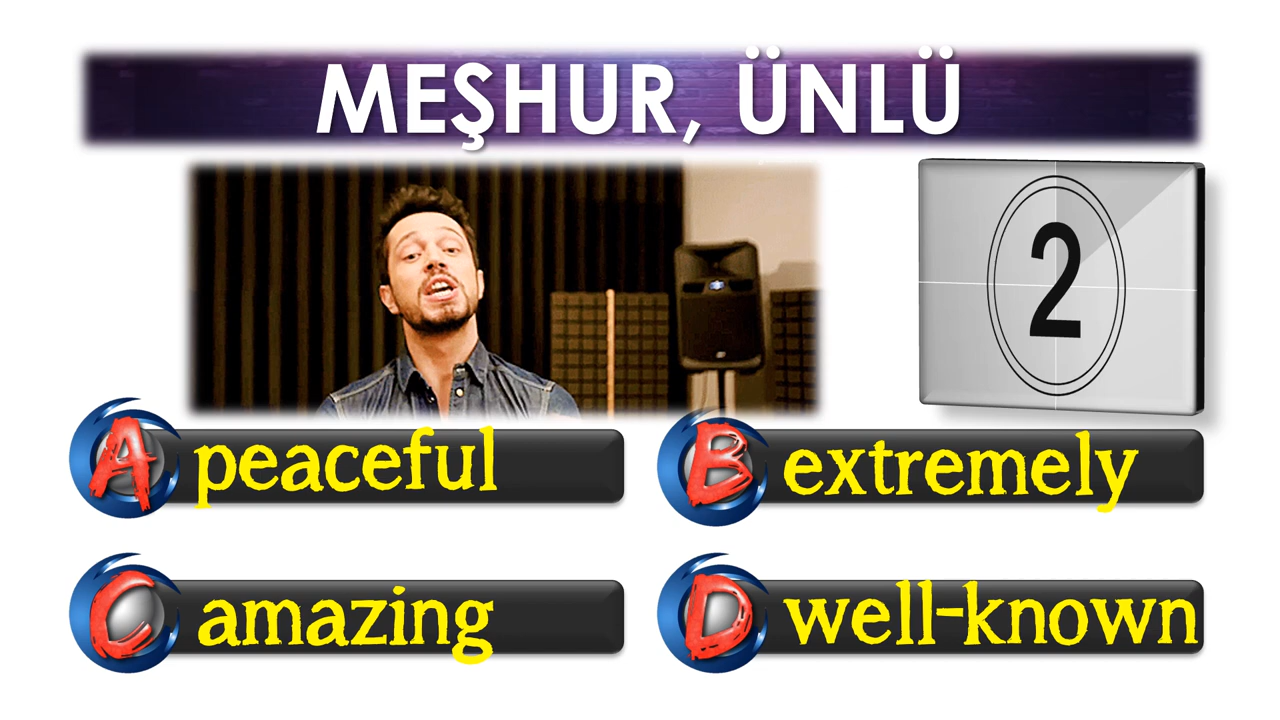 MEŞHUR, ÜNLÜ
2
A peaceful
B extremely
C amazing
D well-known